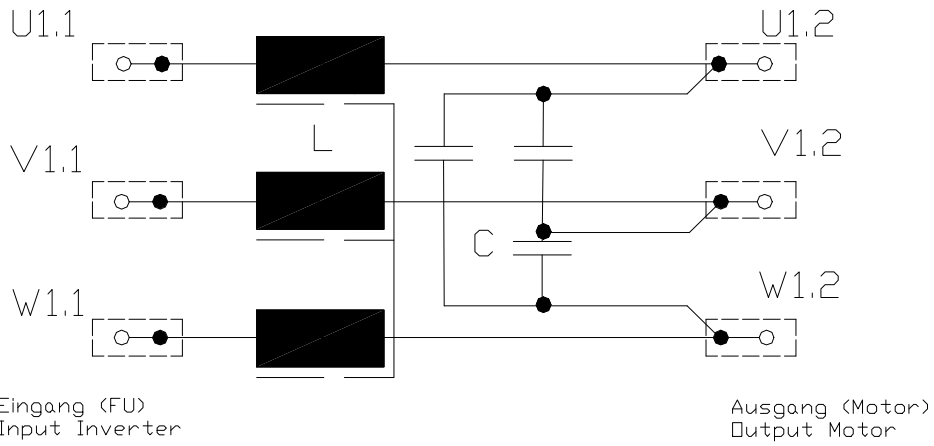 U1.1
U1.2
L
V1.1
V1.2
C
W1.1
W1.2
Eingang (FU)
Input Inverter
Ausgang (Motor)
Output Motor